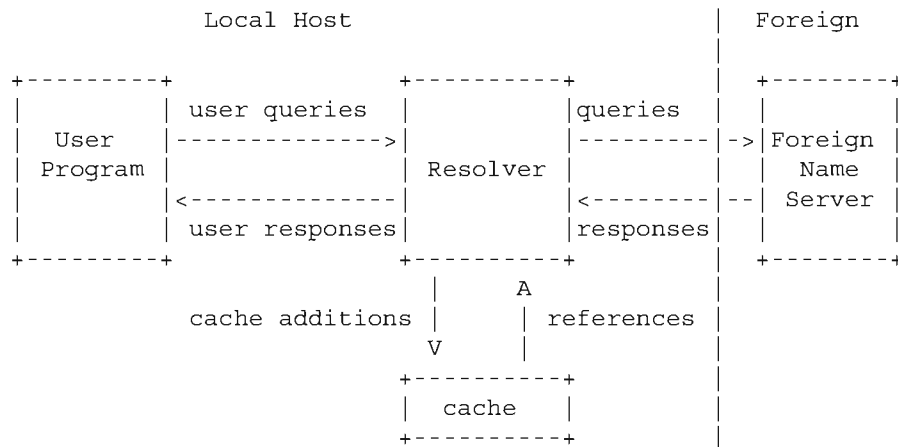 Local Host | Foreign
user queries queries
User Foreign
Program Resolver Name
Server
user responses responses
cache additions references
A
V
cache